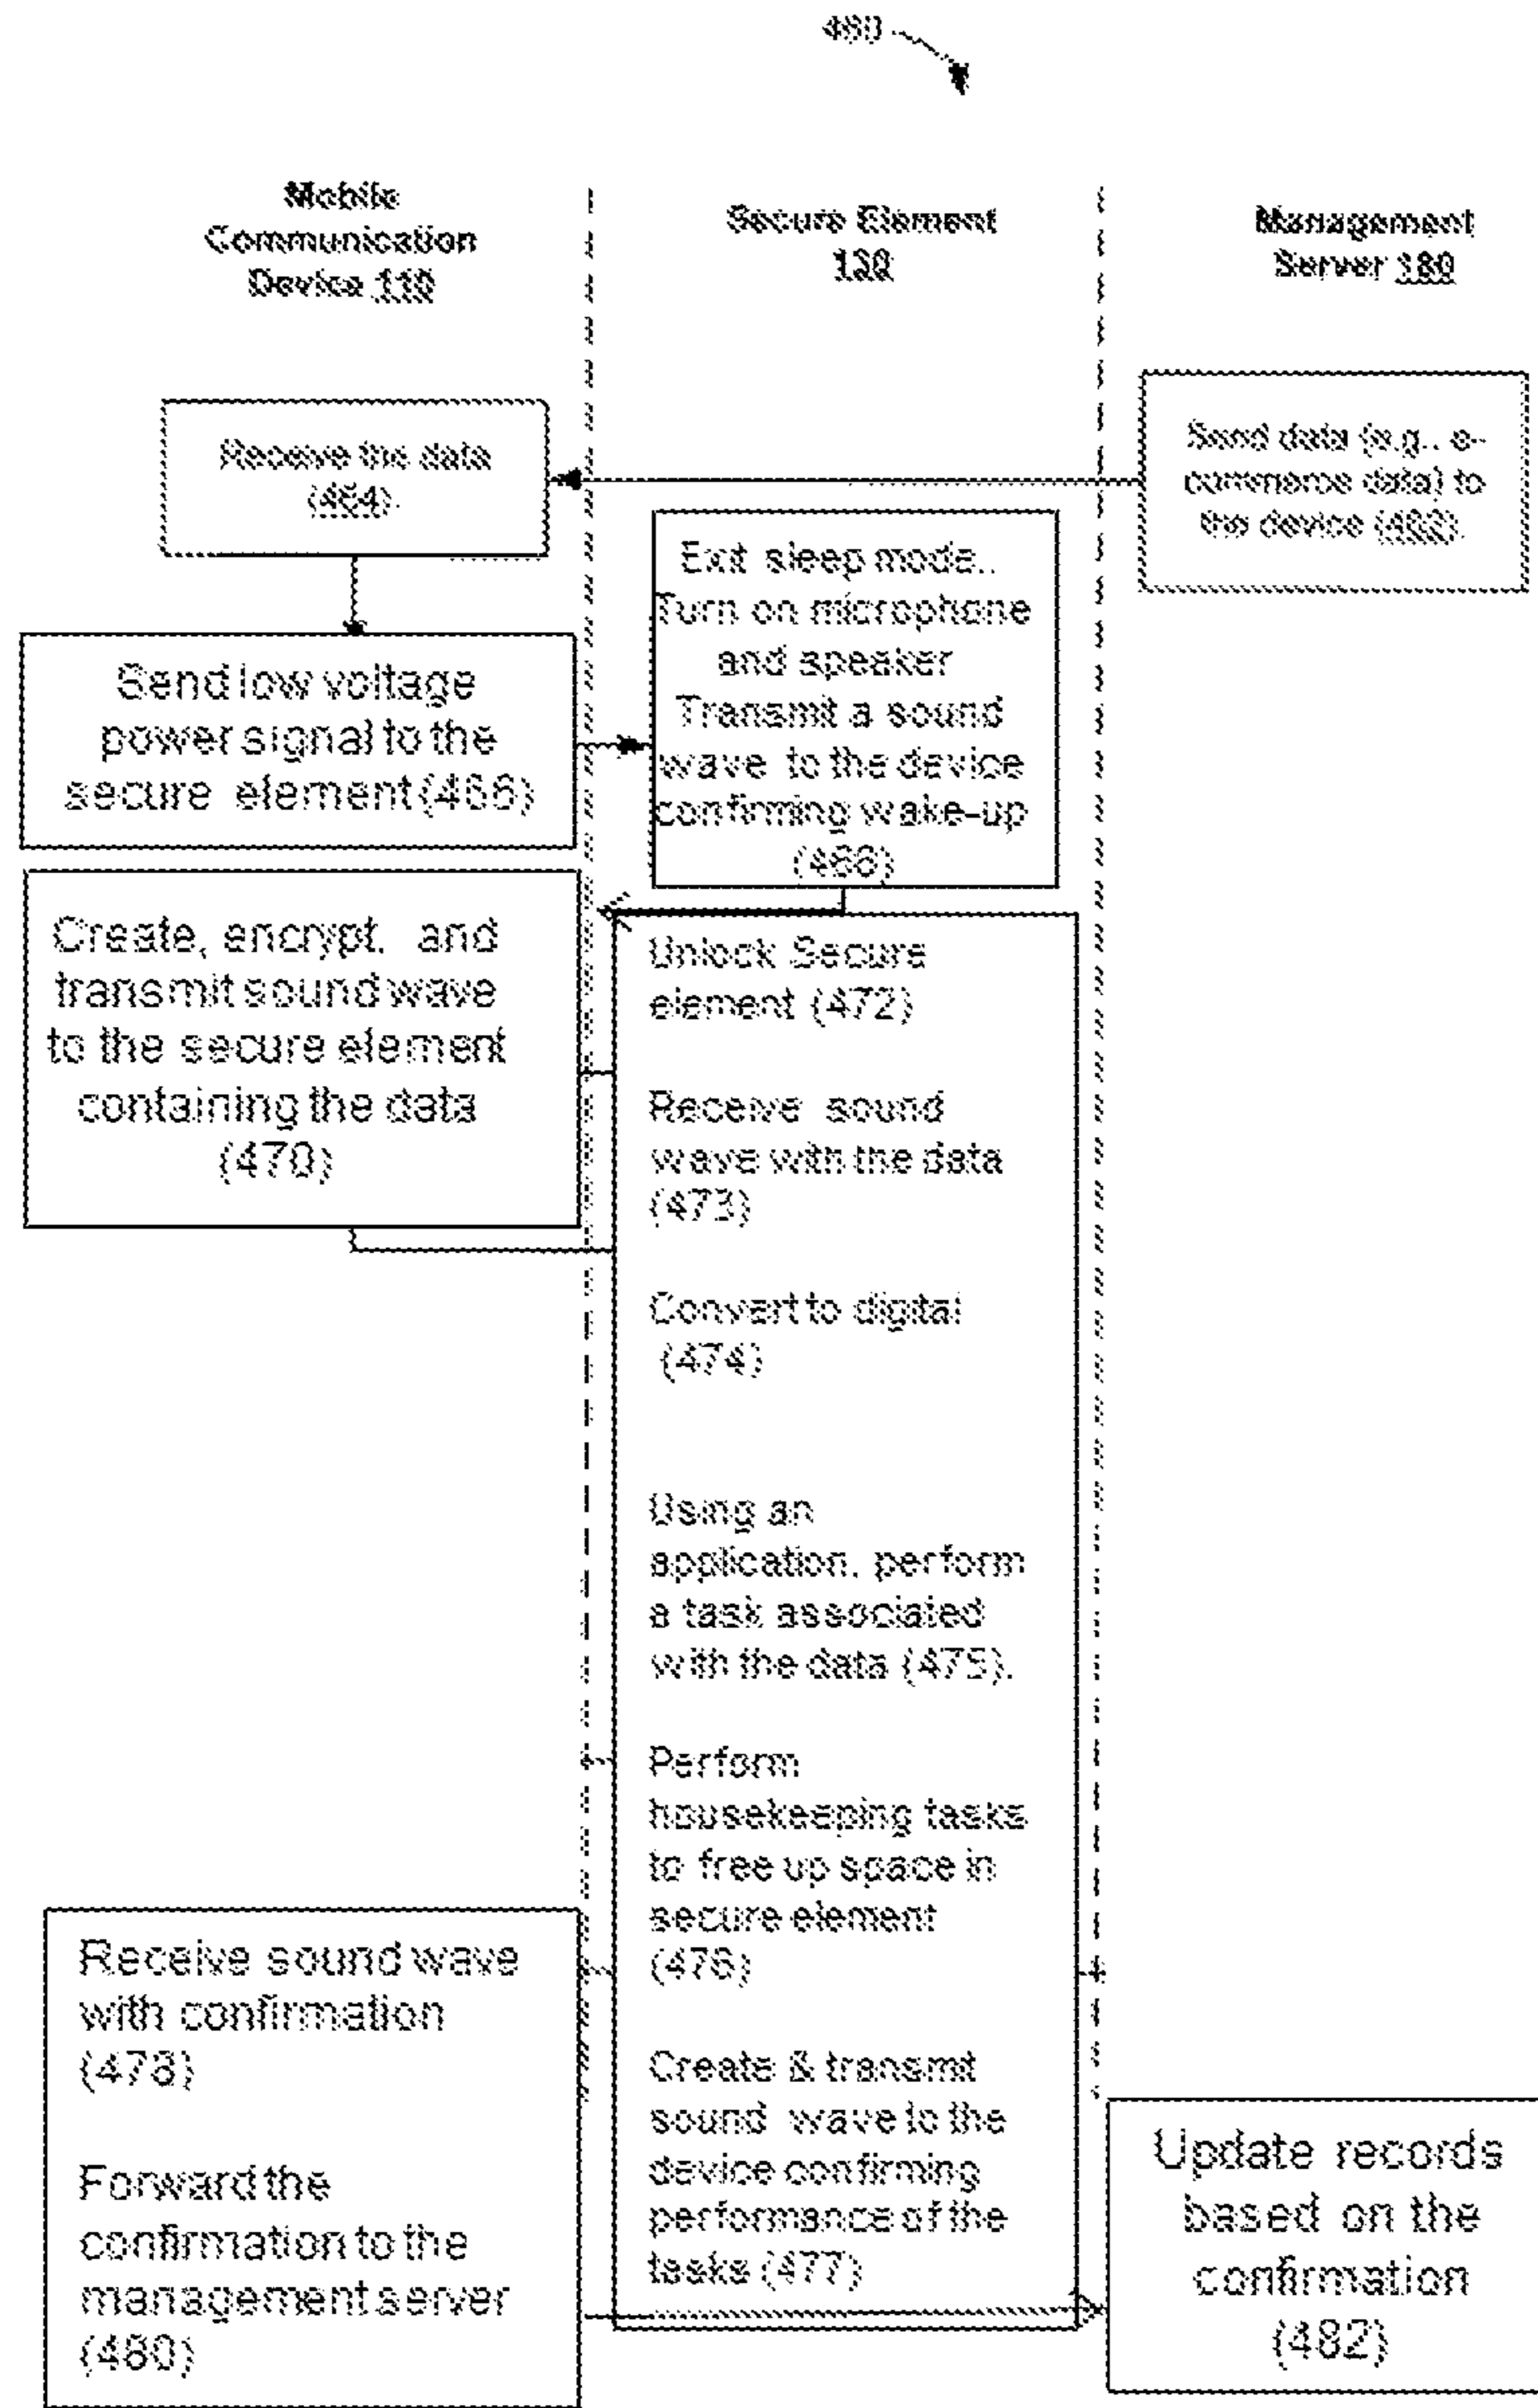 Mobile
Communication
Device 110
Secure Element
130
Management
Server 180
Send data (e.g., e-
commerce data) to
the device
Receive the data
(464).
Send low voltage
power signal to the
secure element (466)
Exit sleep mode..
Turn on microphone
and speaker
Transmit a sound
wave to the device
confirming wake-up
Create, encrypt, and
transmit sound wave
to the secure element
containing the data
(470)
Unlock Secure
element (472)
Receive sound
wave with the data
(473)
Convert to digital
(474)
Using an
application, perform
a task associated
with the data (475).
Perform
housekeeping tasks
to free up space in
secure element
(476)
Create & transmit
sound wave to the
device confirming
performance of the
tasks (477)
Receive sound wave
with confirmation
(478)
Forward the
confirmation to the
management server
(480)
Update records
based on the
confirmation
(482)